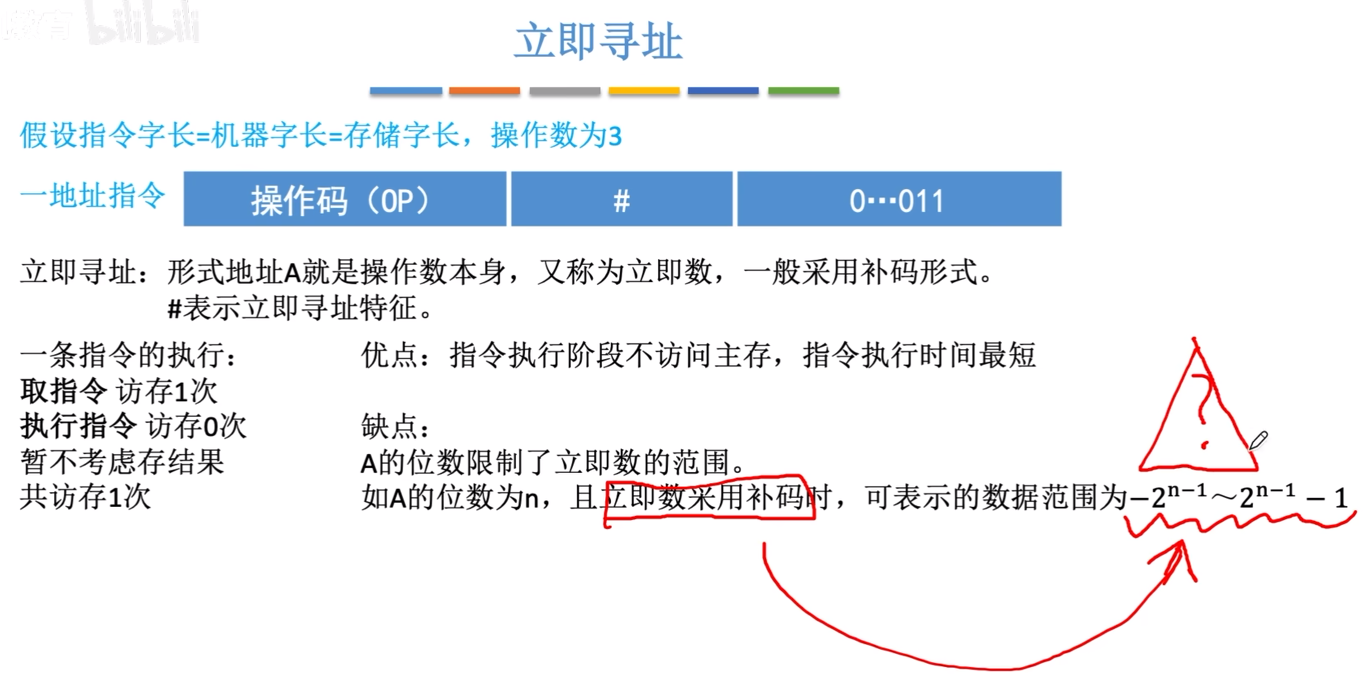 教育 bilibili
立即寻址
假设指令字长=机器字长=存储字长，操作数为3
一地址指令 操作码（OP） # 0…011
立即寻址：形式地址A就是操作数本身，又称为立即数，一般采用补码形式。
#表示立即寻址特征。
一条指令的执行： 优点：指令执行阶段不访问主存，指令执行时间最短
取指令 访存1次
执行指令 访存0次 缺点：
暂不考虑存结果 A的位数限制了立即数的范围。
共访存1次 如A的位数为n，且立即数采用补码时，可表示的数据范围为−2ⁿ⁻¹～2ⁿ⁻¹−1
?